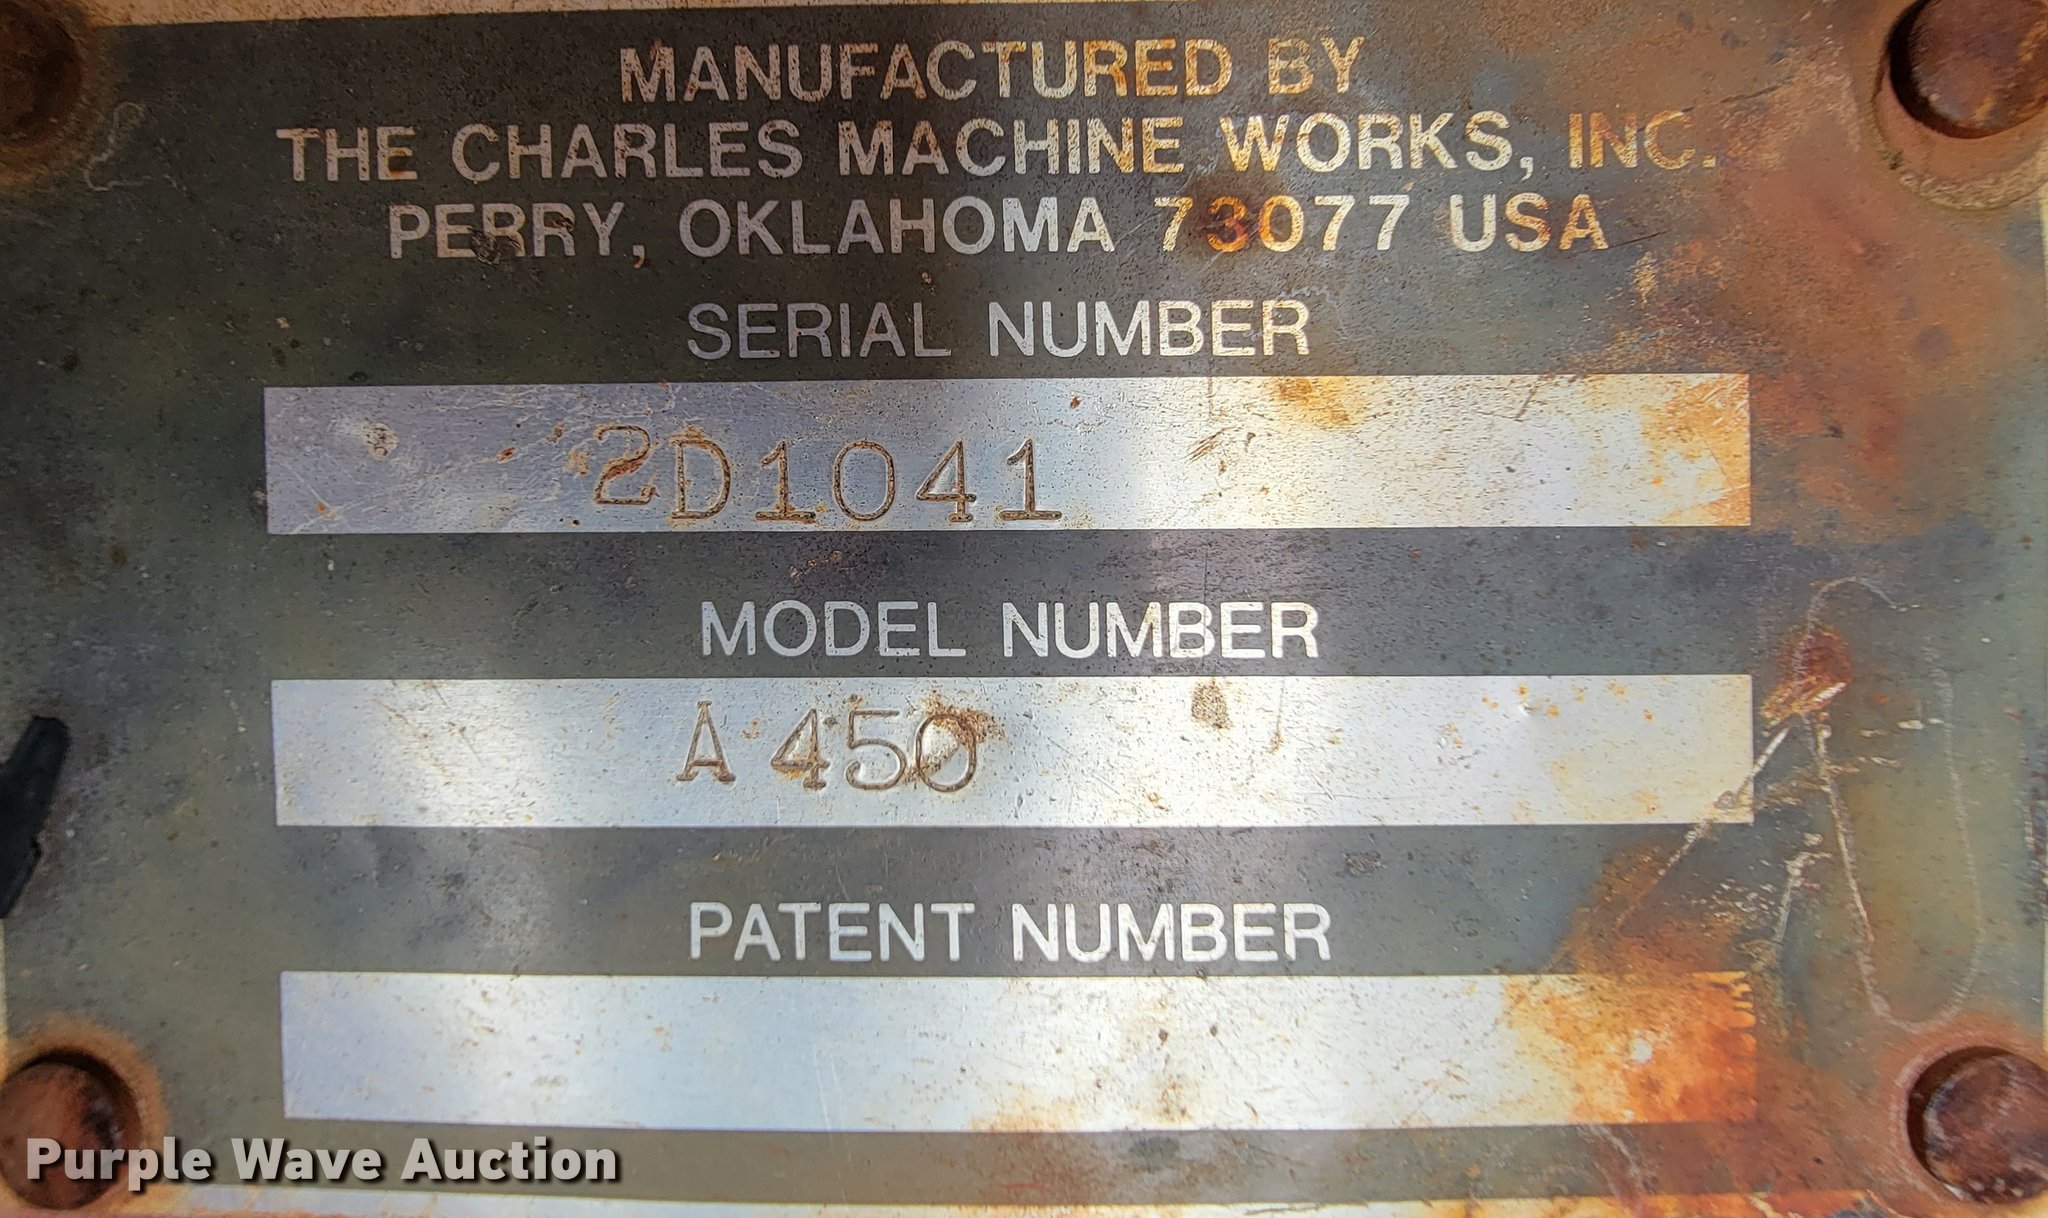 MANUFACTURED BY
THE CHARLES MACHINE WORKS, INC.
PERRY, OKLAHOMA 73077 USA
SERIAL NUMBER
2D1041
MODEL NUMBER
A450
PATENT NUMBER
Purple Wave Auction